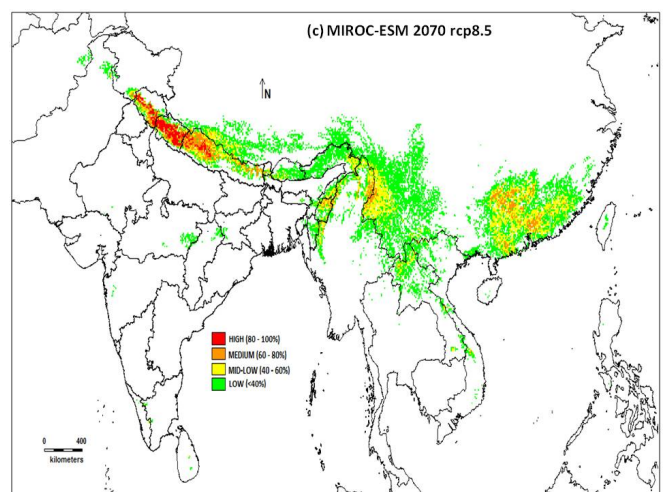 (c) MIROC-ESM 2070 rcp8.5
N
HIGH (80 - 100%)
MEDIUM (60 - 80%)
MID-LOW (40 - 60%)
LOW (<40%)
0 400
kilometers